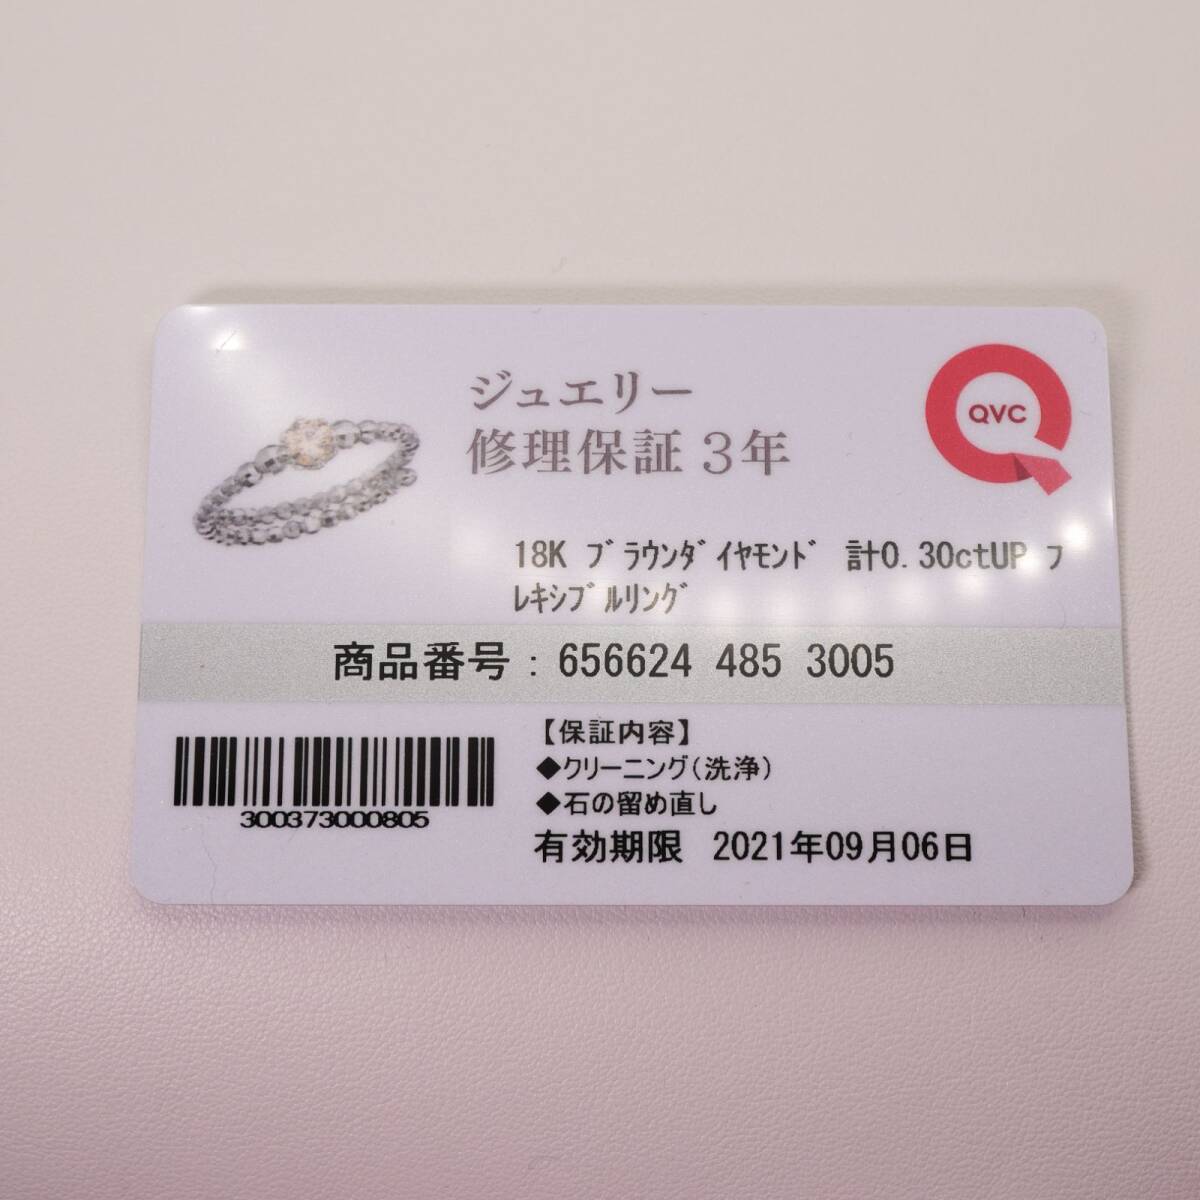 ジュエリー
修理保証3年
QVC
18K ﾌﾞﾗｳﾝﾀﾞｲﾔﾓﾝﾄﾞ 計0.30ctUP ﾌ
ﾚｷｼﾌﾞﾙﾘﾝｸﾞ
商品番号：656624 485 3005
300373000805
【保証内容】
◆クリーニング（洗浄）
◆石の留め直し
有効期限 2021年09月06日